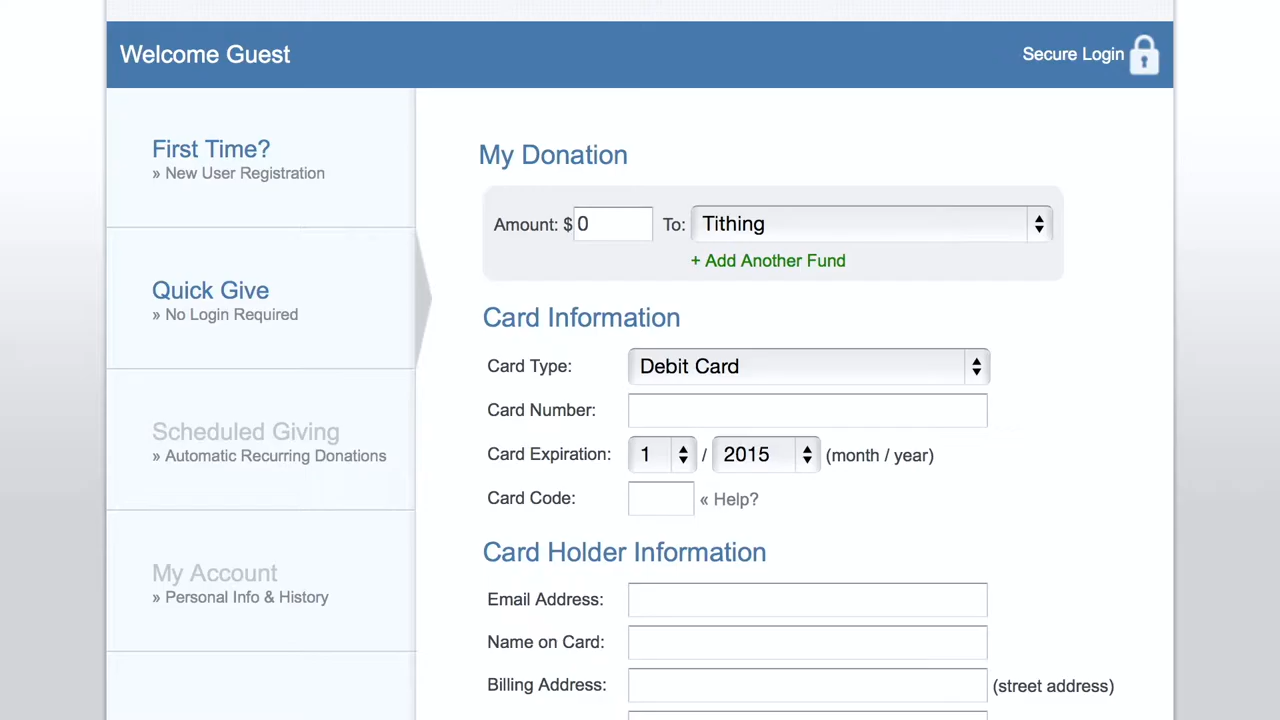 Welcome Guest
Secure Login
First Time?
» New User Registration
Quick Give
» No Login Required
Scheduled Giving
» Automatic Recurring Donations
My Account
» Personal Info & History
My Donation
Amount: $ 0 To: Tithing
+ Add Another Fund
Card Information
Card Type: Debit Card
Card Number:
Card Expiration: 1 / 2015 (month / year)
Card Code: « Help?
Card Holder Information
Email Address:
Name on Card:
Billing Address: (street address)